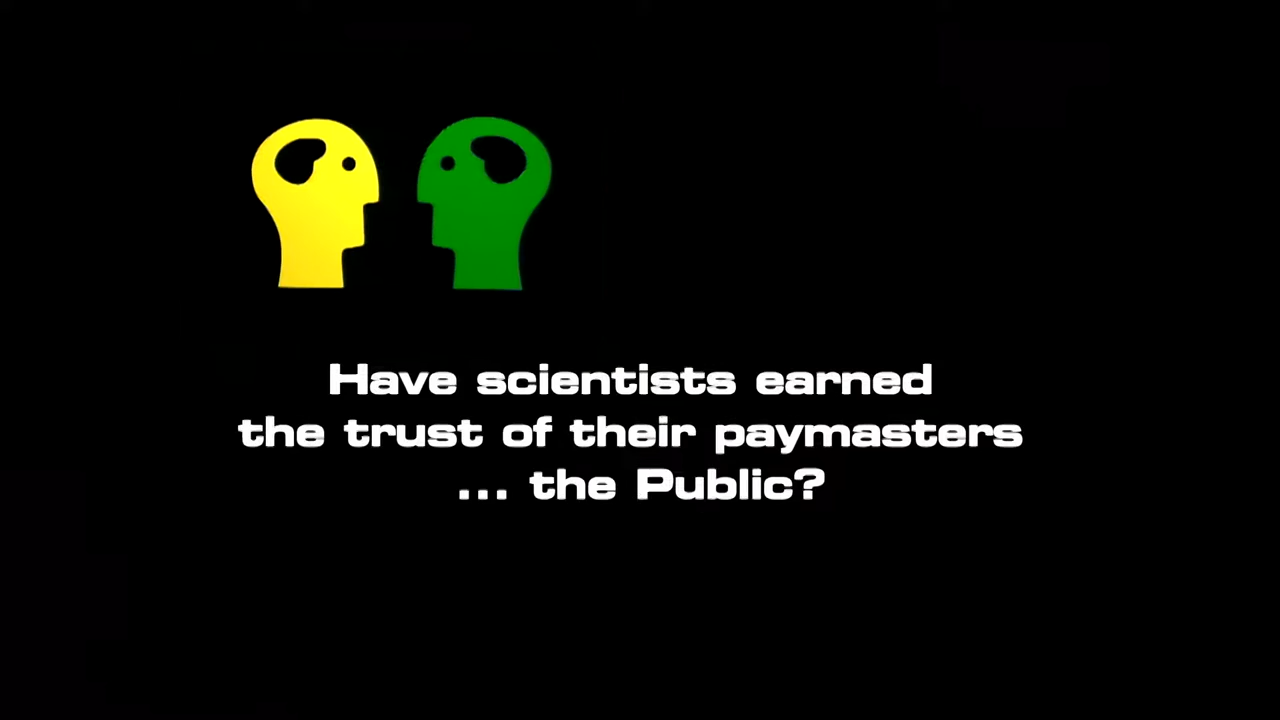 Have scientists earned
the trust of their paymasters
... the Public?